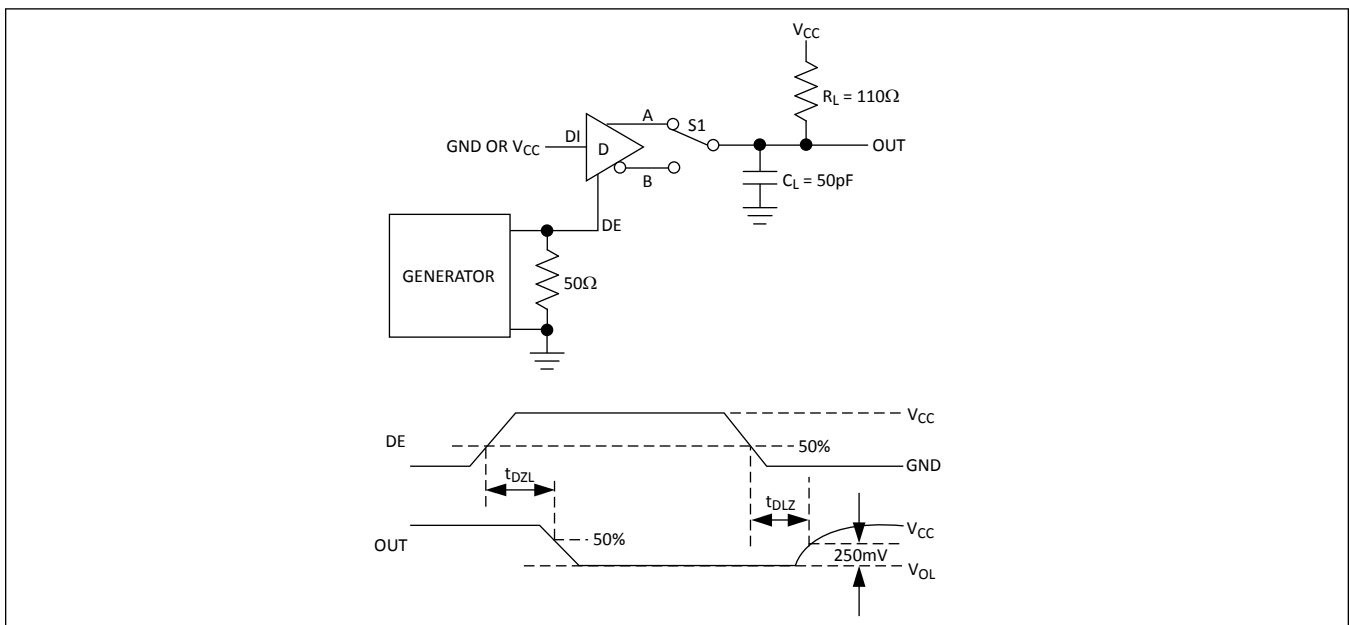 VCC
RL = 110Ω
A
S1
DI
GND OR VCC
D
OUT
B
CL = 50pF
DE
GENERATOR
50Ω
VCC
DE
50%
GND
tDZL
tDLZ
VCC
OUT
50%
250mV
VOL